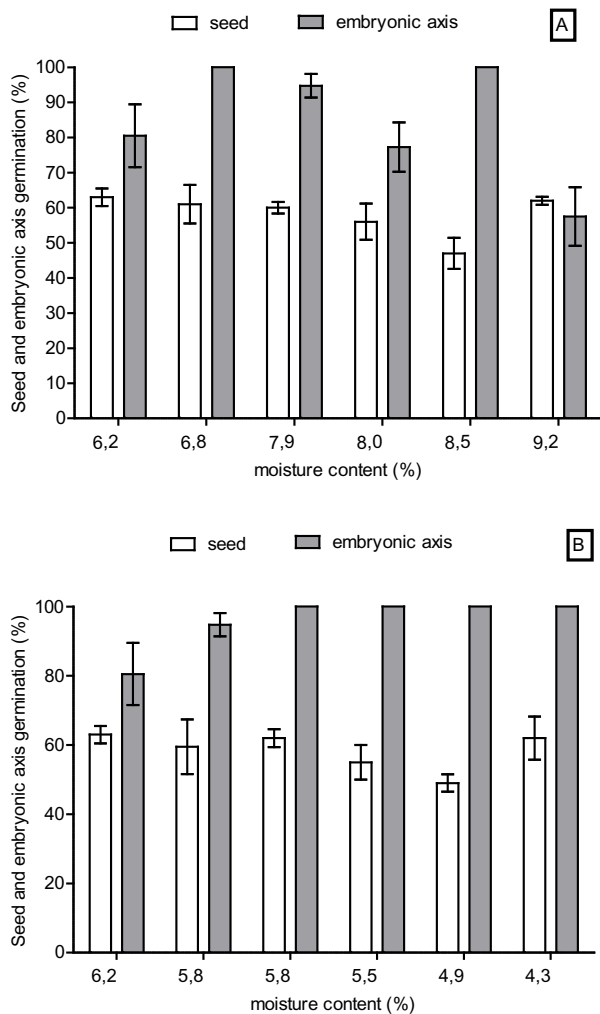 seed embryonic axis A
Seed and embryonic axis germination (%)
100
90
80
70
60
50
40
30
20
10
0
6,2 6,8 7,9 8,0 8,5 9,2
moisture content (%)
seed embryonic axis B
Seed and embryonic axis germination (%)
100
80
60
40
20
0
6,2 5,8 5,8 5,5 4,9 4,3
moisture content (%)